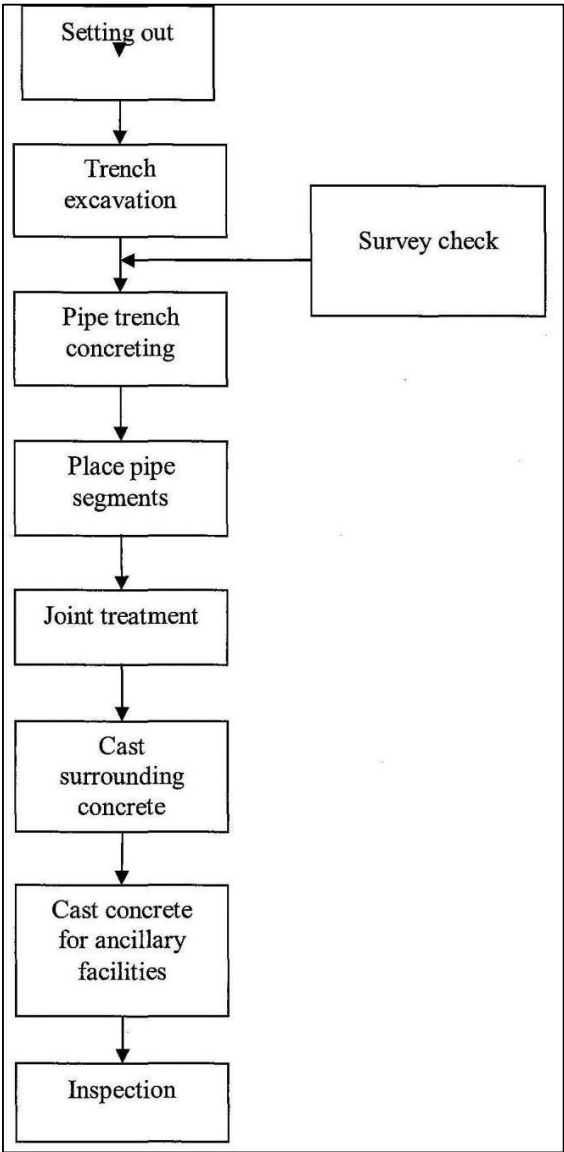 Setting out
Trench
excavation
Survey check
Pipe trench
concreting
Place pipe
segments
Joint treatment
Cast
surrounding
concrete
Cast concrete
for ancillary
facilities
Inspection